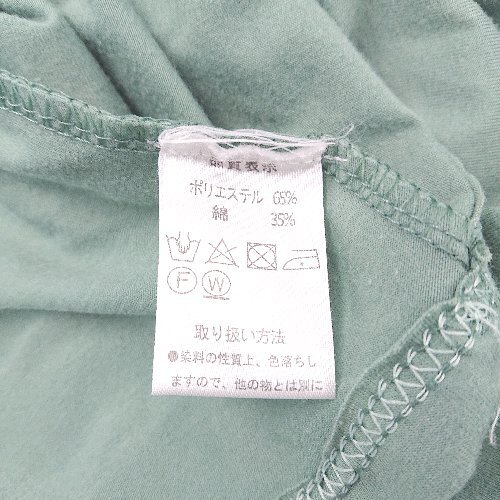 品質表示
ポリエステル 65%
綿 35%
F W
取り扱い方法
●染料の性質上、色落ちし
ますので、他の物とは別に